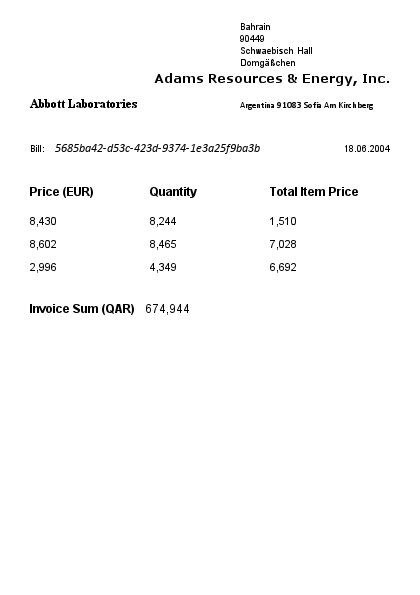 Bahrain
90449
Schwaebisch Hall
Domgäßchen
Adams Resources & Energy, Inc.
Abbott Laboratories
Argentina 91083 Sofia Am Kirchberg
Bill: 5685ba42-d53c-423d-9374-1e3a25f9ba3b 18.06.2004
Price (EUR) Quantity Total Item Price
8,430 8,244 1,510
8,602 8,465 7,028
2,996 4,349 6,692
Invoice Sum (QAR) 674,944